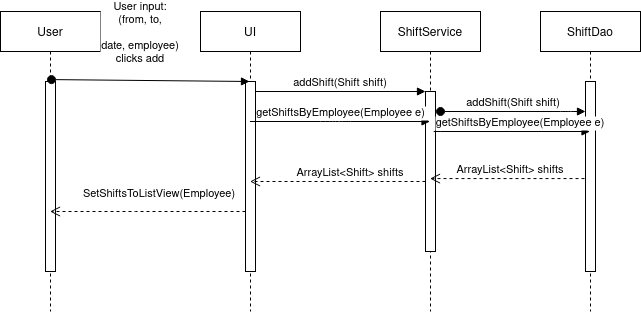 User input:
(from, to,
User
UI
ShiftService
ShiftDao
date, employee)
clicks add
addShift(Shift shift)
addShift(Shift shift)
getShiftsByEmployee(Employee e)
getShiftsByEmployee(Employee e)
ArrayList<Shift> shifts
ArrayList<Shift> shifts
SetShiftsToListView(Employee)